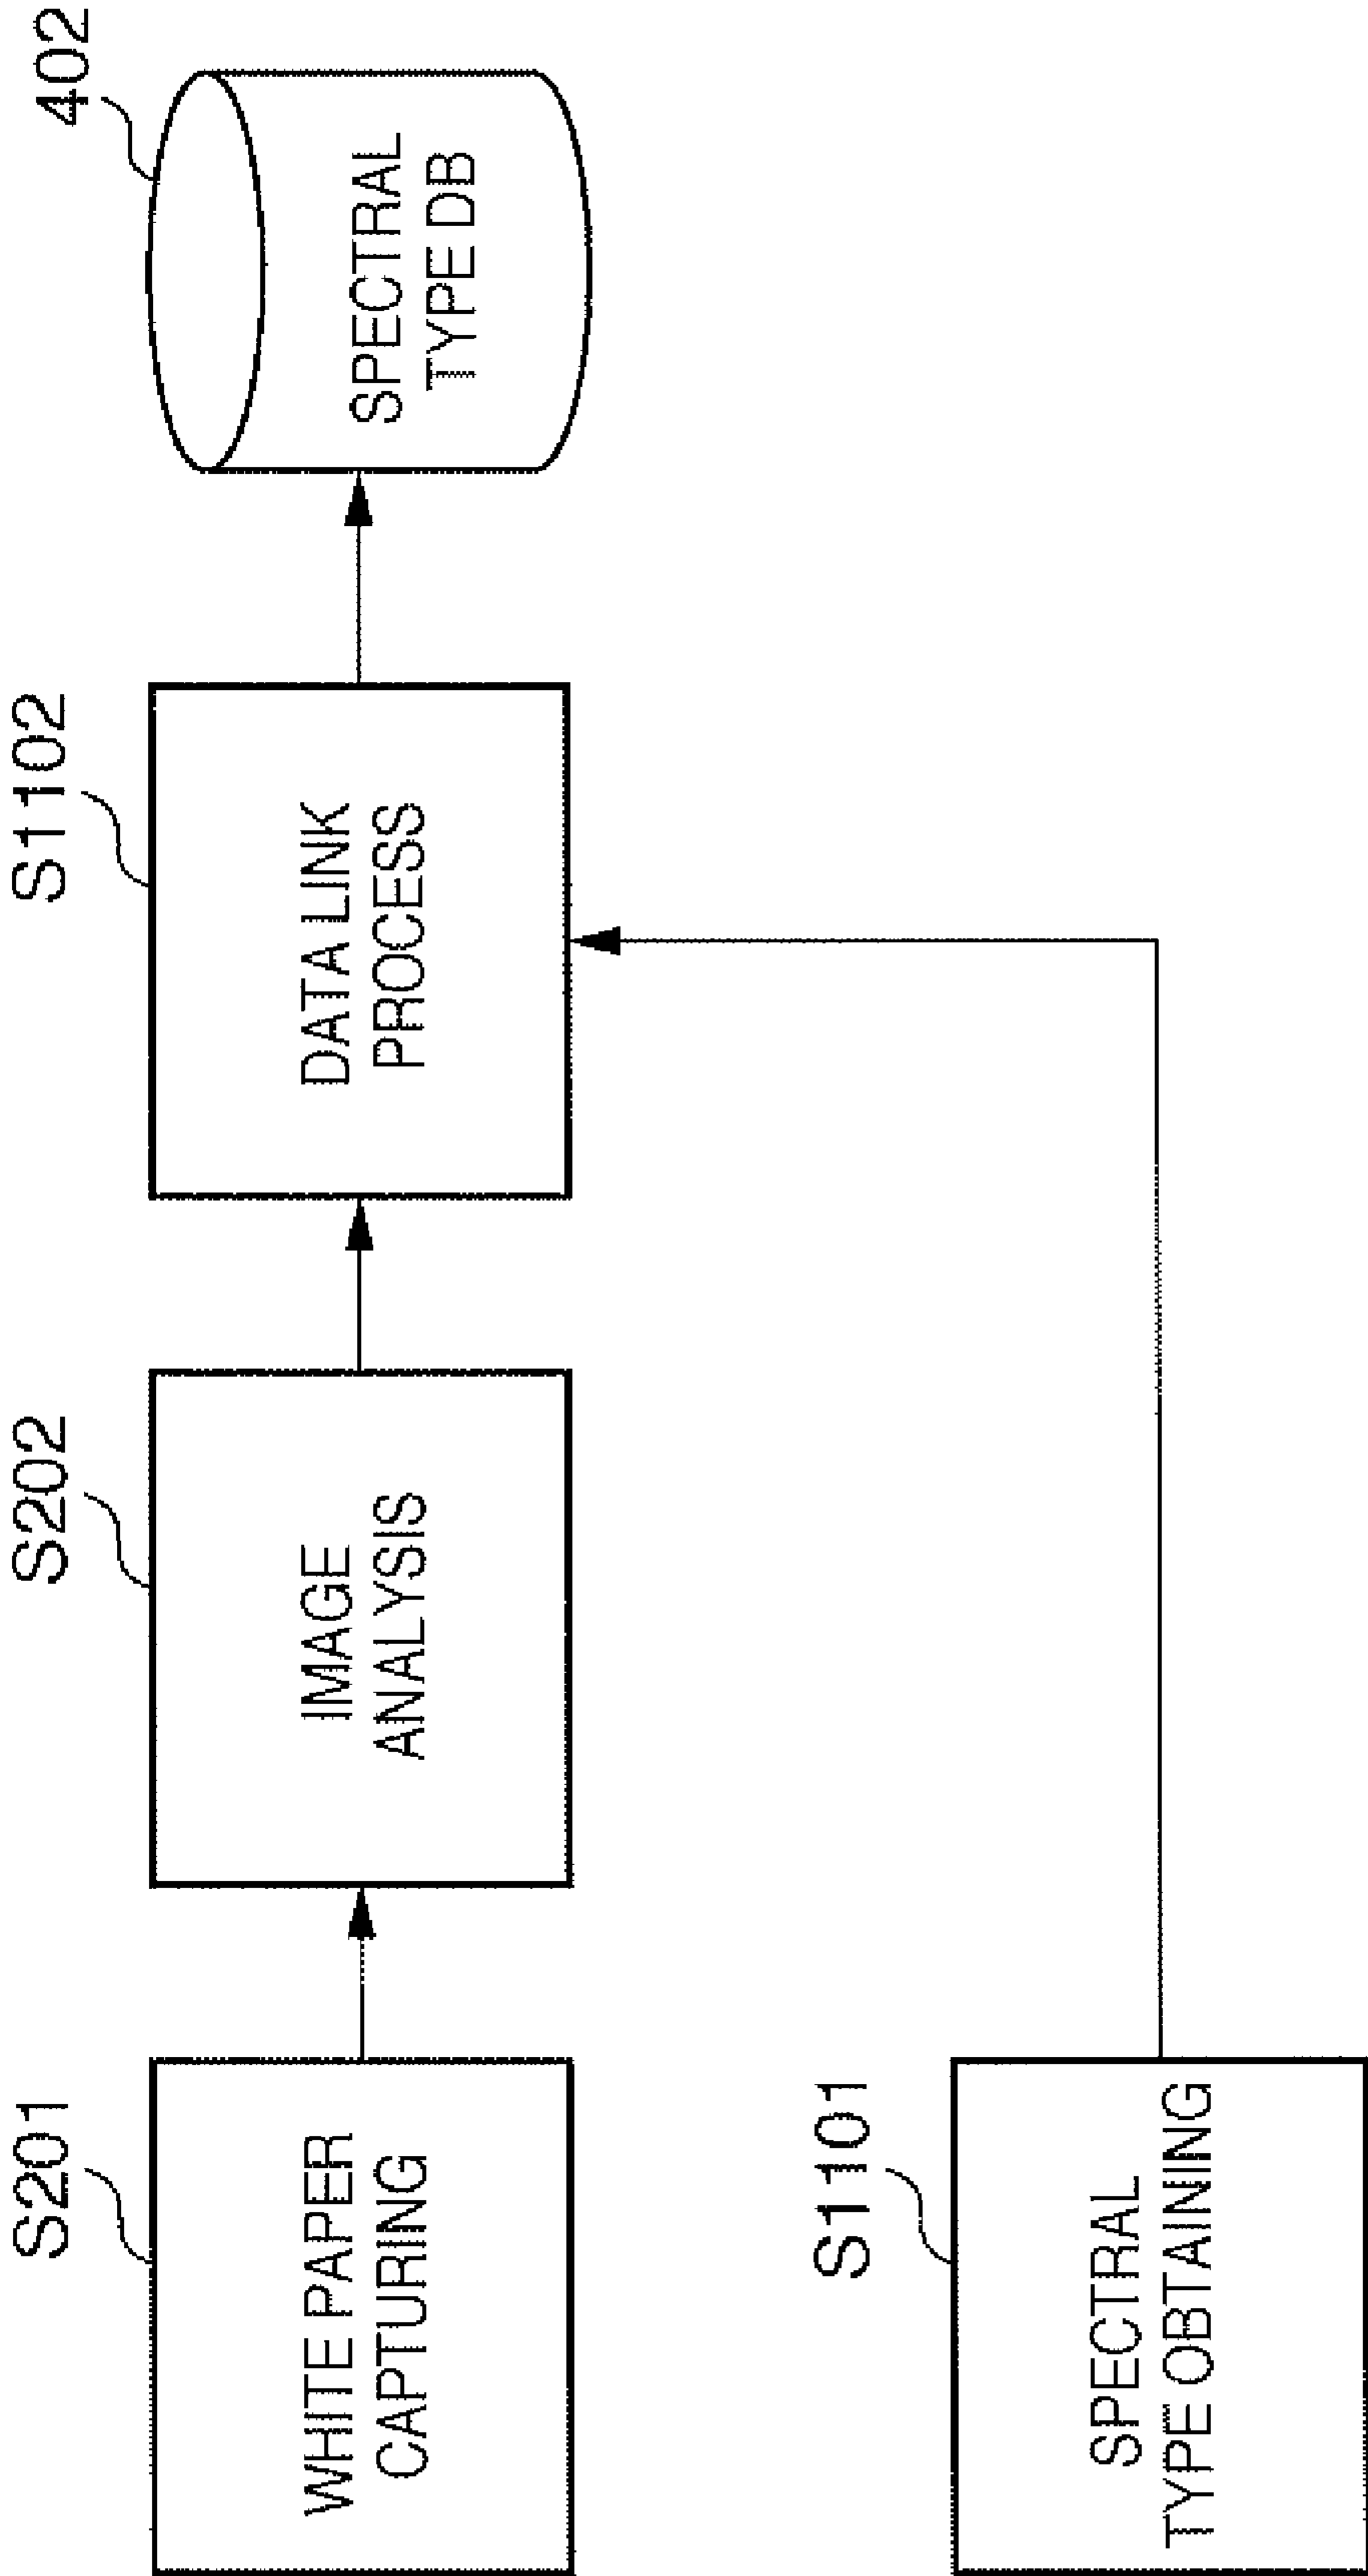 S201
WHITE PAPER
CAPTURING
S202
IMAGE
ANALYSIS
S1102
DATA LINK
PROCESS
402
SPECTRAL
TYPE DB
S1101
SPECTRAL
TYPE OBTAINING